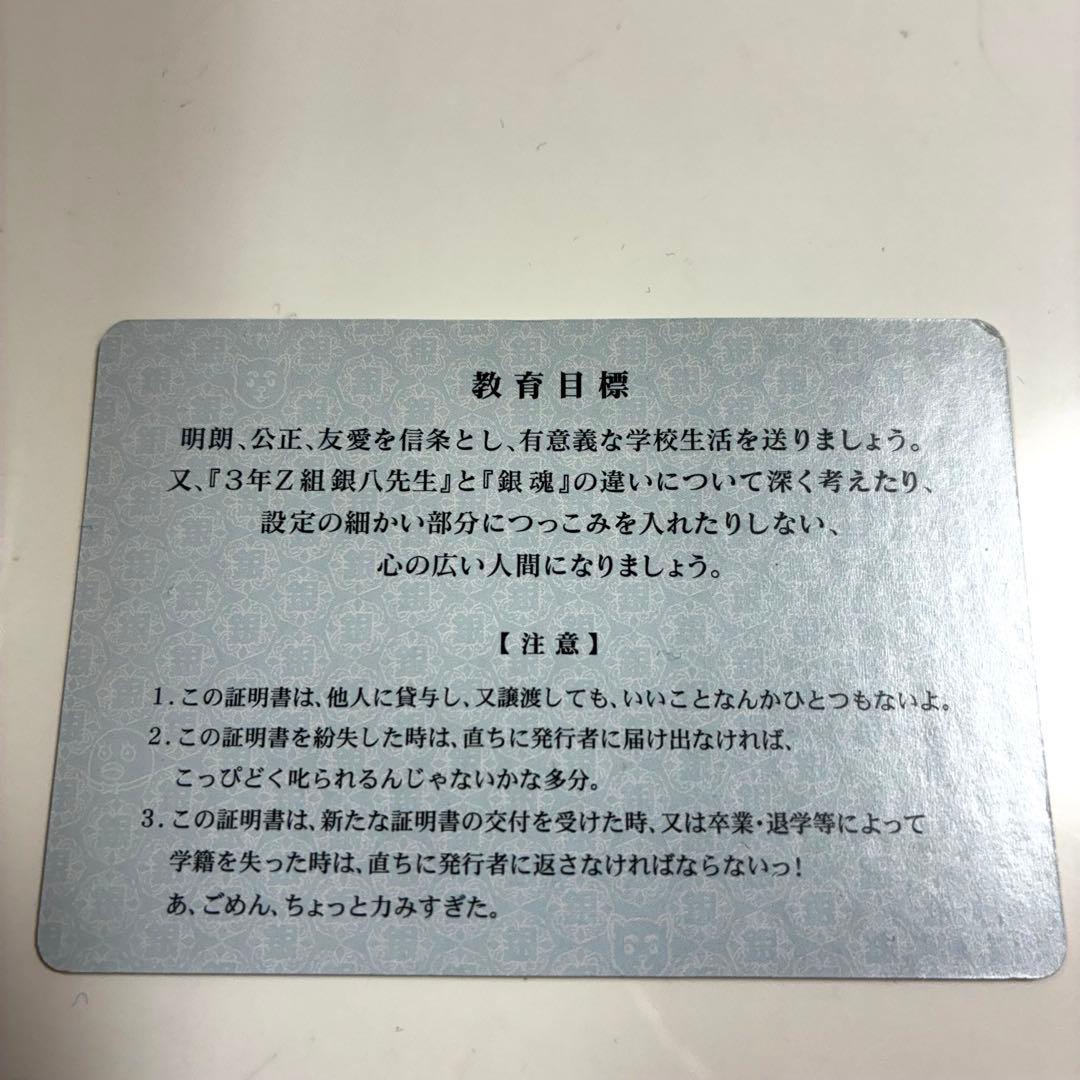 教育目標
明朗、公正、友愛を信条とし、有意義な学校生活を送りましょう。
又、『3年Z組銀八先生』と『銀魂』の違いについて深く考えたり、
設定の細かい部分につっこみを入れたりしない、
心の広い人間になりましょう。
【注意】
1.この証明書は、他人に貸与し、又譲渡しても、いいことなんかひとつもないよ。
2.この証明書を紛失した時は、直ちに発行者に届け出なければ、
こっぴどく叱られるんじゃないかな多分。
3.この証明書は、新たな証明書の交付を受けた時、又は卒業・退学等によって
学籍を失った時は、直ちに発行者に返さなければならないっ!
あ、ごめん、ちょっと力みすぎた。